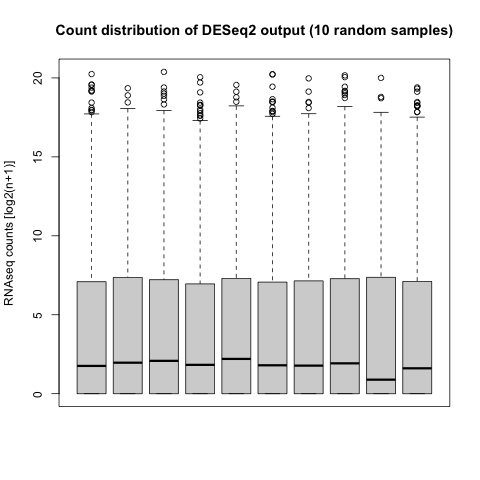 Count distribution of DESeq2 output (10 random samples)
RNAseq counts [log2(n+1)]
20
15
10
5
0